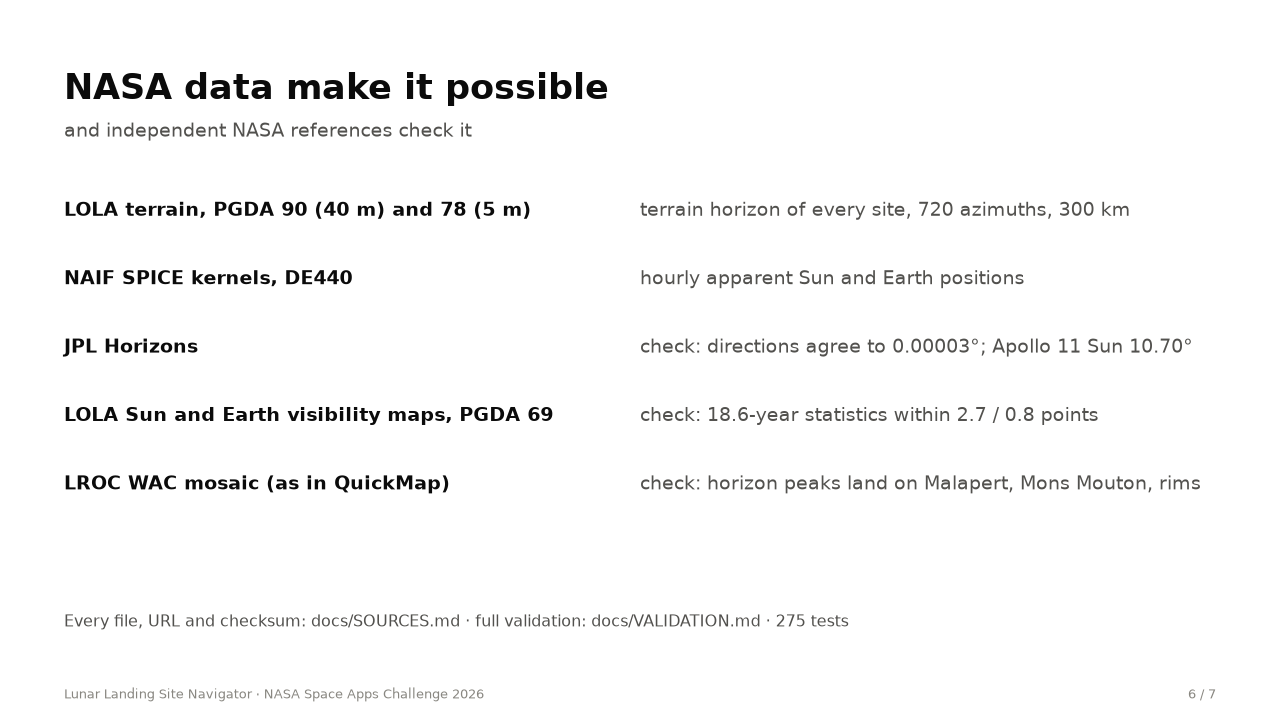 NASA data make it possible
and independent NASA references check it
LOLA terrain, PGDA 90 (40 m) and 78 (5 m)
terrain horizon of every site, 720 azimuths, 300 km
NAIF SPICE kernels, DE440
hourly apparent Sun and Earth positions
JPL Horizons
check: directions agree to 0.00003°; Apollo 11 Sun 10.70°
LOLA Sun and Earth visibility maps, PGDA 69
check: 18.6-year statistics within 2.7 / 0.8 points
LROC WAC mosaic (as in QuickMap)
check: horizon peaks land on Malapert, Mons Mouton, rims
Every file, URL and checksum: docs/SOURCES.md · full validation: docs/VALIDATION.md · 275 tests
Lunar Landing Site Navigator · NASA Space Apps Challenge 2026
6 / 7